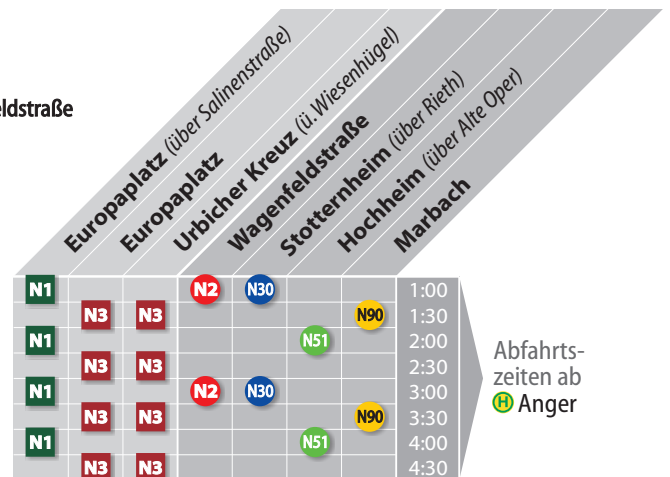 eldstraße
Europaplatz (über Salinenstraße)
Europaplatz
Urbicher Kreuz (ü. Wiesenhügel)
Wagenfeldstraße
Stotternheim (über Rieth)
Hochheim (über Alte Oper)
Marbach
N1 N2 N30 1:00
N3 N3 N90 1:30
N1 N51 2:00
N3 N3 2:30
N1 N2 N30 3:00
N3 N3 N90 3:30
N1 N51 4:00
N3 N3 4:30
Abfahrts-
zeiten ab
H Anger